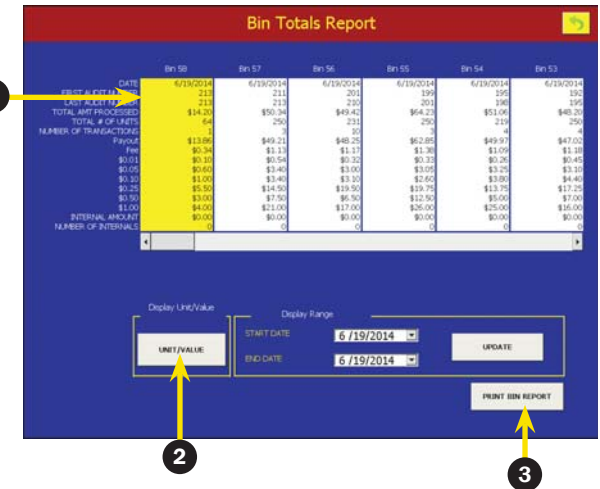 Bin Totals Report
Bin 58 Bin 57 Bin 56 Bin 55 Bin 54 Bin 53
DATE 6/19/2014 6/19/2014 6/19/2014 6/19/2014 6/19/2014 6/19/2014
FIRST AUDIT NUMBER 213 211 201 199 195 192
LAST AUDIT NUMBER 213 213 210 201 198 195
TOTAL AMT PROCESSED $14.20 $50.34 $49.42 $64.23 $51.06 $48.20
TOTAL # OF UNITS 64 250 231 250 219 250
NUMBER OF TRANSACTIONS 1 3 10 3 4 4
Payout $13.86 $49.21 $48.25 $62.85 $49.97 $47.02
Fee $0.34 $1.13 $1.17 $1.38 $1.09 $1.18
$0.01 $0.10 $0.54 $0.32 $0.33 $0.26 $0.45
$0.05 $0.60 $3.40 $3.00 $3.05 $3.25 $3.10
$0.10 $1.00 $3.40 $3.10 $2.60 $3.80 $4.40
$0.25 $5.50 $14.50 $19.50 $19.75 $13.75 $17.25
$0.50 $3.00 $7.50 $6.50 $12.50 $5.00 $7.00
$1.00 $4.00 $21.00 $17.00 $26.00 $25.00 $16.00
INTERNAL AMOUNT $0.00 $0.00 $0.00 $0.00 $0.00 $0.00
NUMBER OF INTERNALS 0 0 0 0 0 0
Display Unit/Value
UNIT/VALUE
Display Range
START DATE 6 /19/2014
END DATE 6 /19/2014
UPDATE
PRINT BIN REPORT
2
3